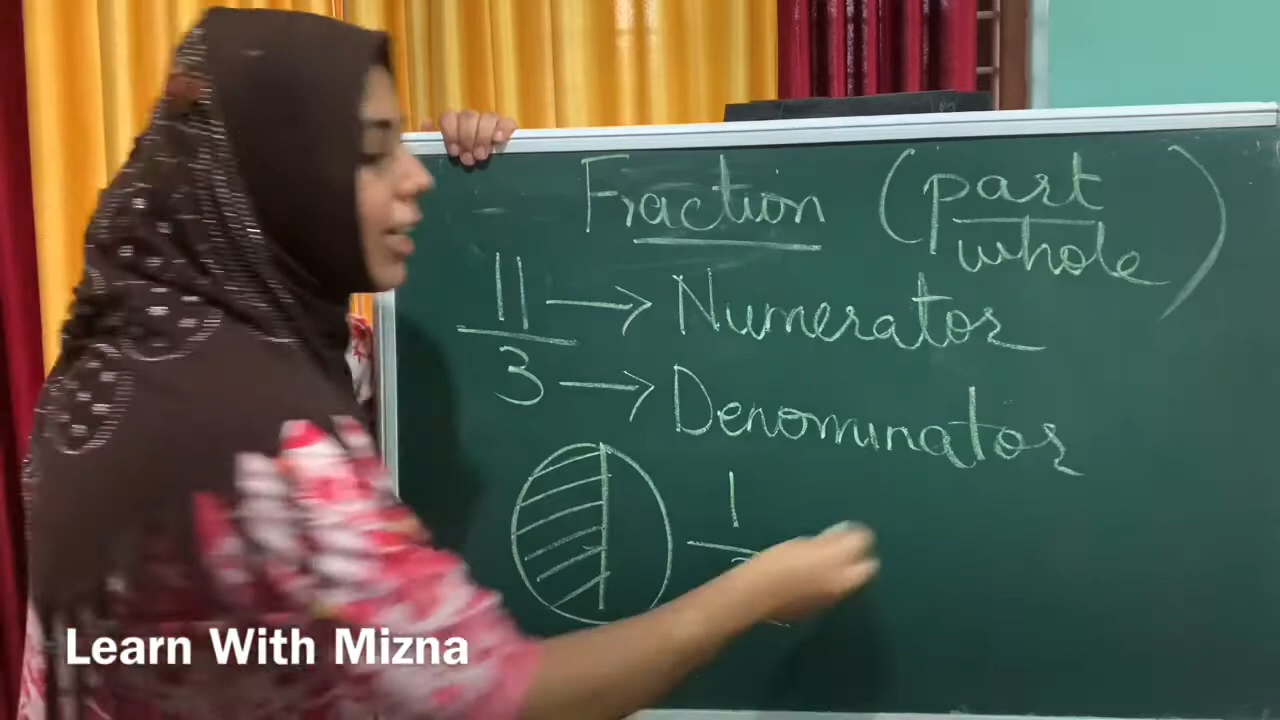 Fraction (part
whole)
11 → Numerator
3 → Denominator
1
Learn With Mizna